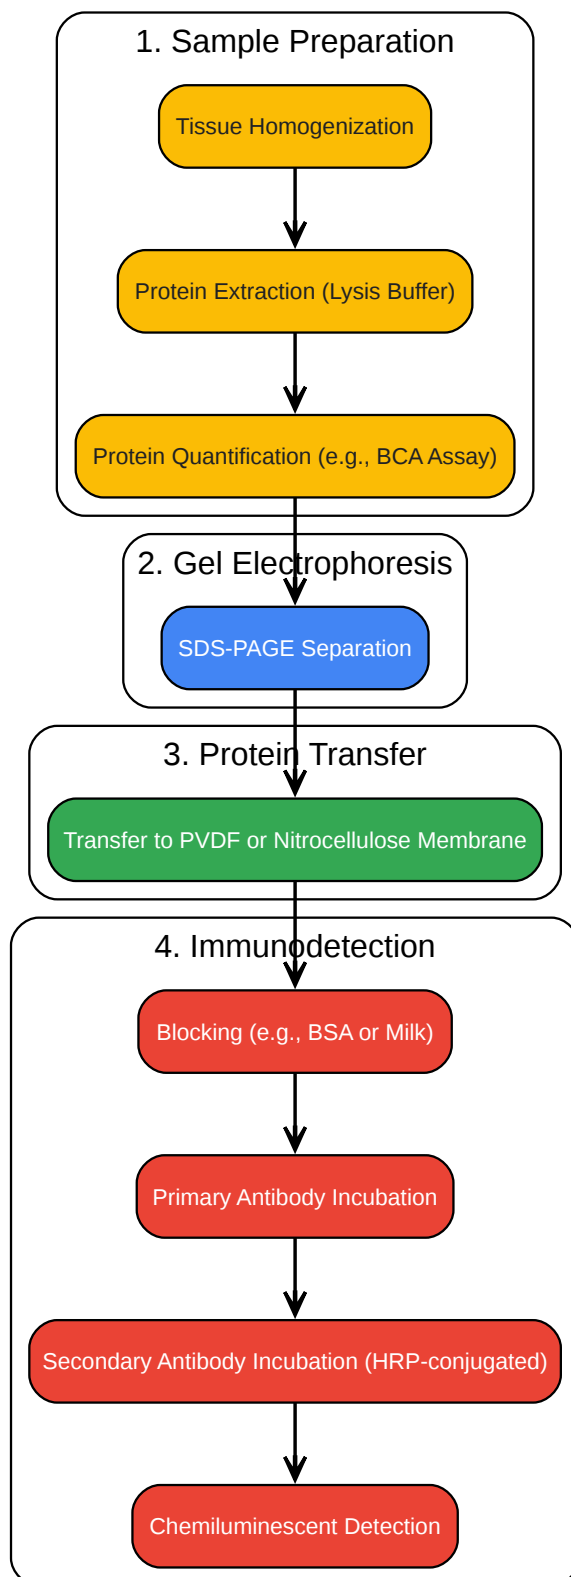 1. Sample Preparation
Tissue Homogenization
Protein Extraction (Lysis Buffer)
Protein Quantification (e.g., BCA Assay)
2. Gel Electrophoresis
SDS-PAGE Separation
3. Protein Transfer
Transfer to PVDF or Nitrocellulose Membrane
4. Immunodetection
Blocking (e.g., BSA or Milk)
Primary Antibody Incubation
Secondary Antibody Incubation (HRP-conjugated)
Chemiluminescent Detection